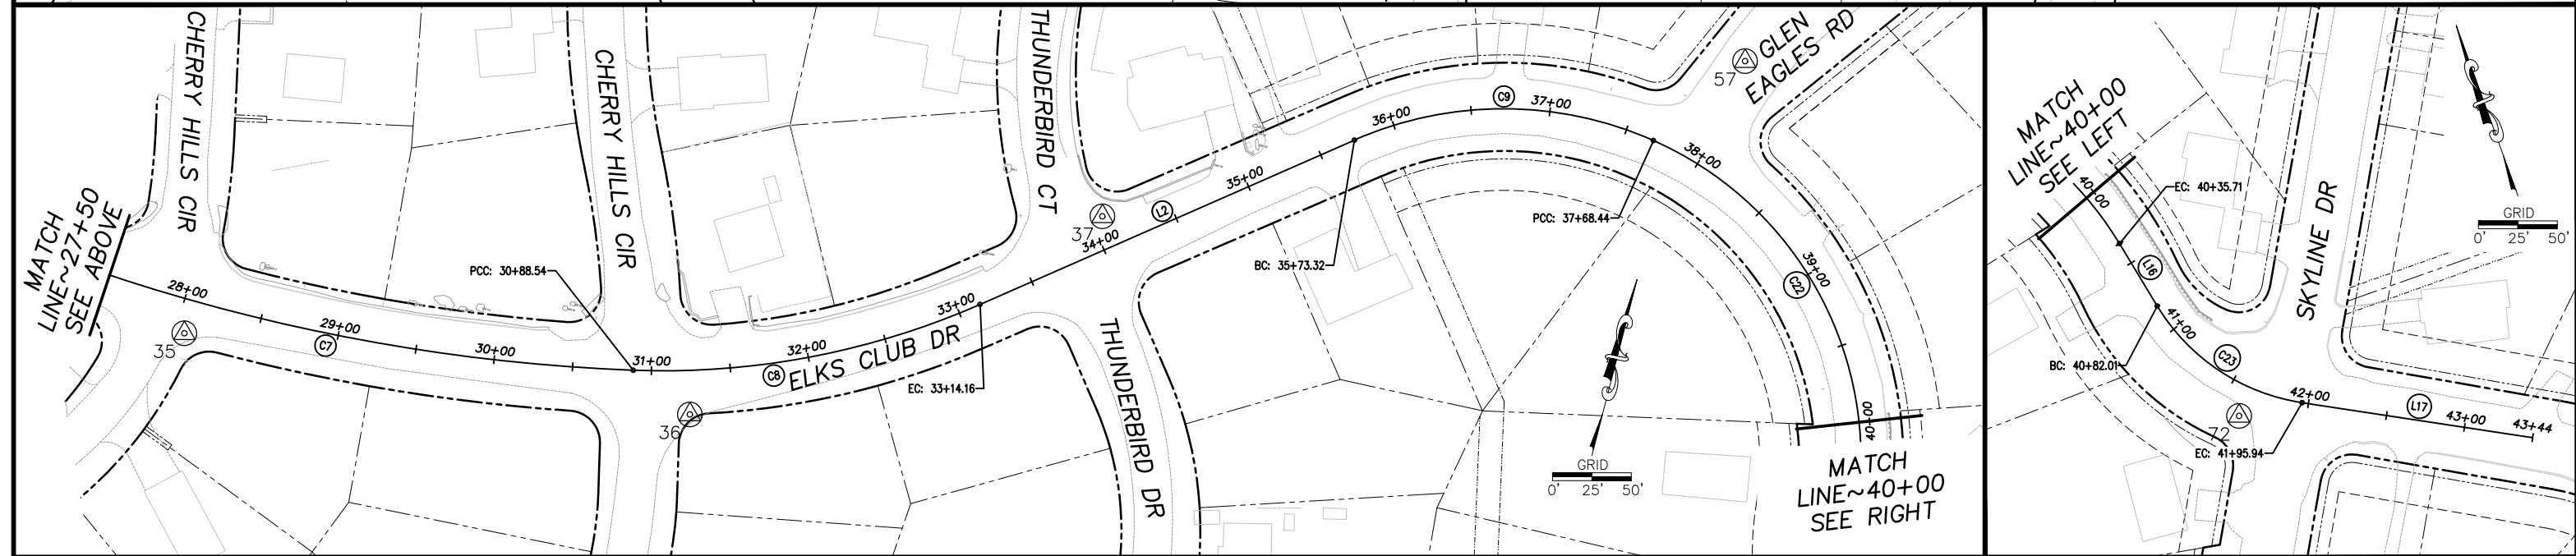 CHERRY HILLS CIR
CHERRY HILLS CIR
THUNDERBIRD CT
57
GLEN
EAGLES RD
MATCH
LINE~27+50
SEE ABOVE
28+00
35
29+00
C7
30+00
PCC: 30+88.54
31+00
36
C8
32+00
ELKS CLUB DR
33+00
EC: 33+14.16
37
34+00
L2
35+00
THUNDERBIRD DR
BC: 35+73.32
36+00
C9
37+00
PCC: 37+68.44
38+00
C22
39+00
40+00
GRID
0' 25' 50'
MATCH
LINE~40+00
SEE RIGHT
MATCH
LINE~40+00
SEE LEFT
40+00
EC: 40+35.71
L16
BC: 40+82.01
41+00
C23
72
EC: 41+95.94
42+00
L17
43+00
43+44
SKYLINE DR
GRID
0' 25' 50'